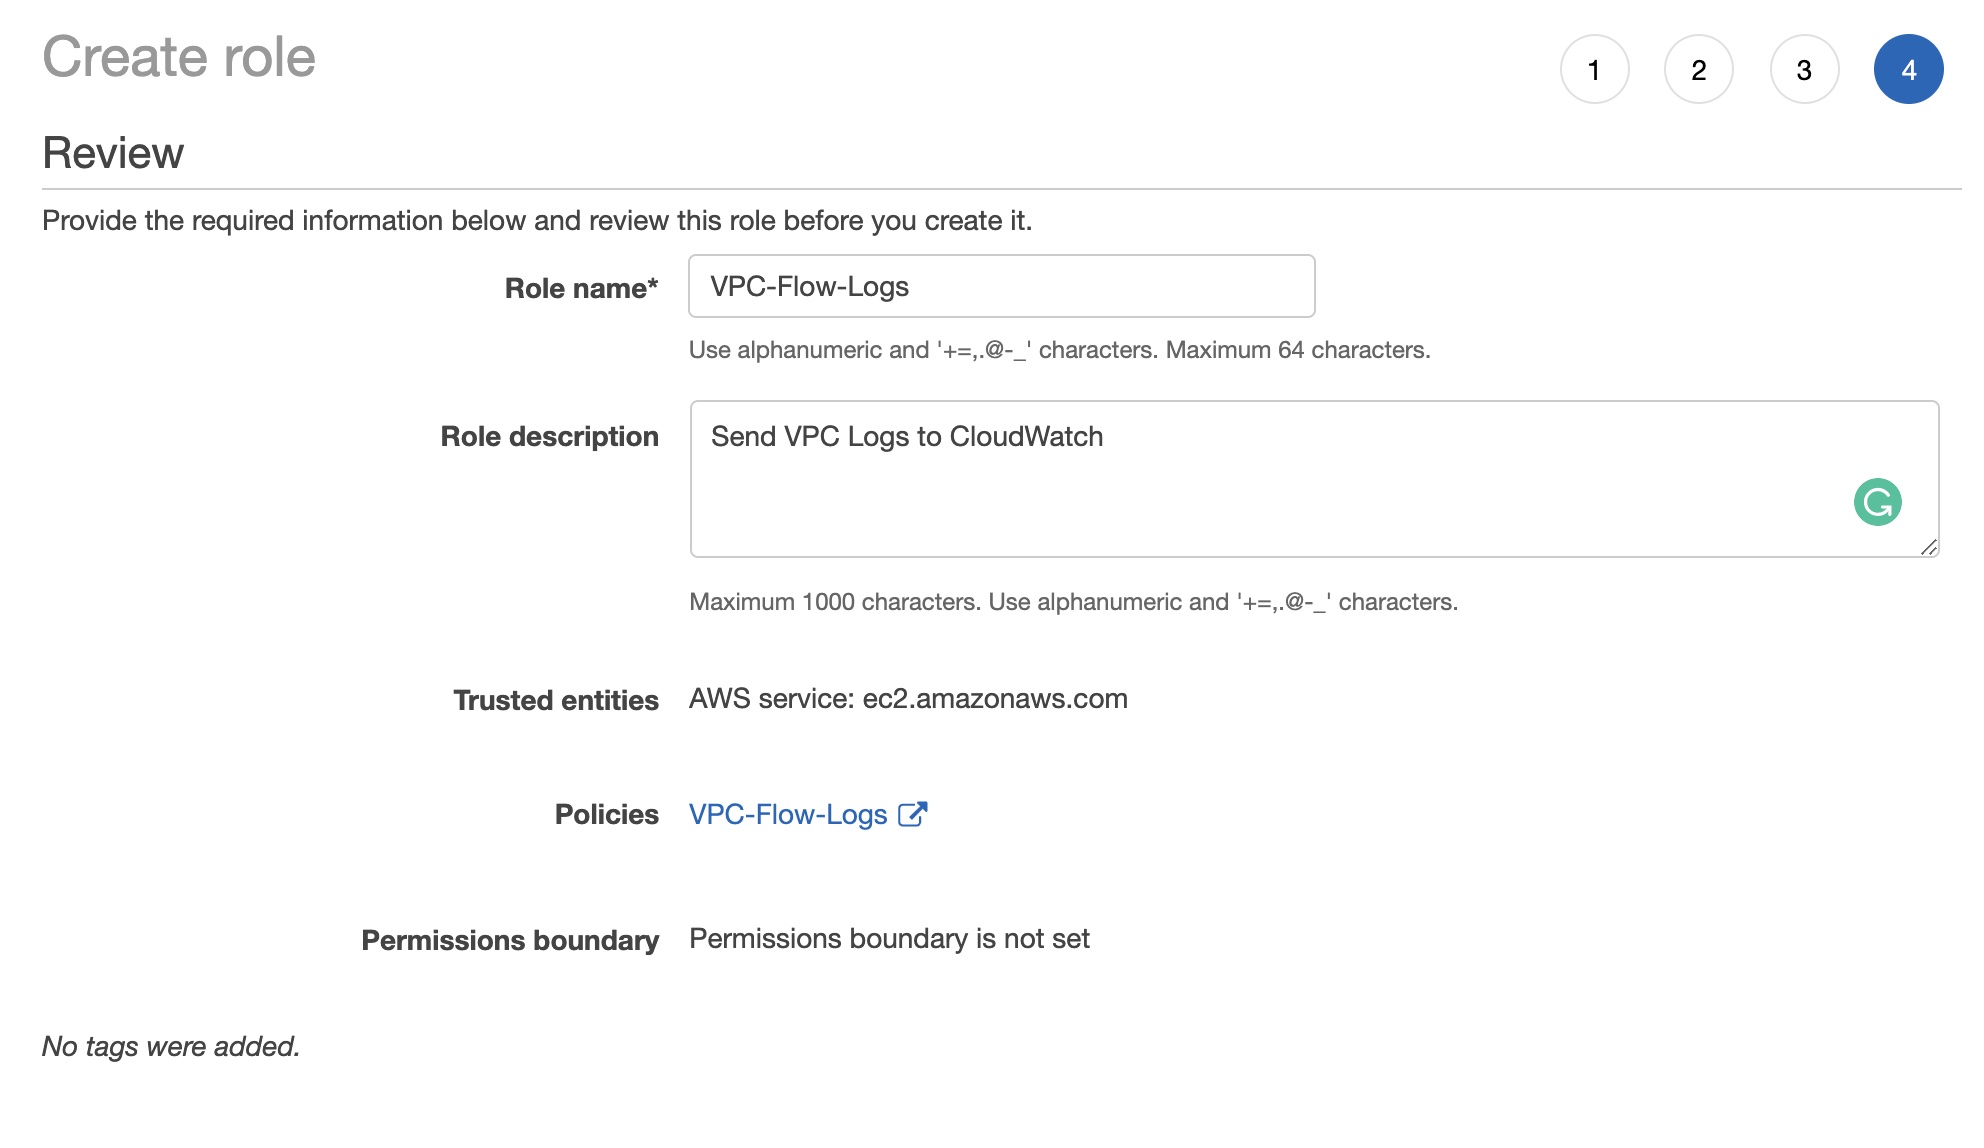 Create role
1 2 3 4
Review
Provide the required information below and review this role before you create it.
Role name* VPC-Flow-Logs
Use alphanumeric and '+=,.@-_' characters. Maximum 64 characters.
Role description Send VPC Logs to CloudWatch
Maximum 1000 characters. Use alphanumeric and '+=,.@-_' characters.
Trusted entities AWS service: ec2.amazonaws.com
Policies VPC-Flow-Logs
Permissions boundary Permissions boundary is not set
No tags were added.